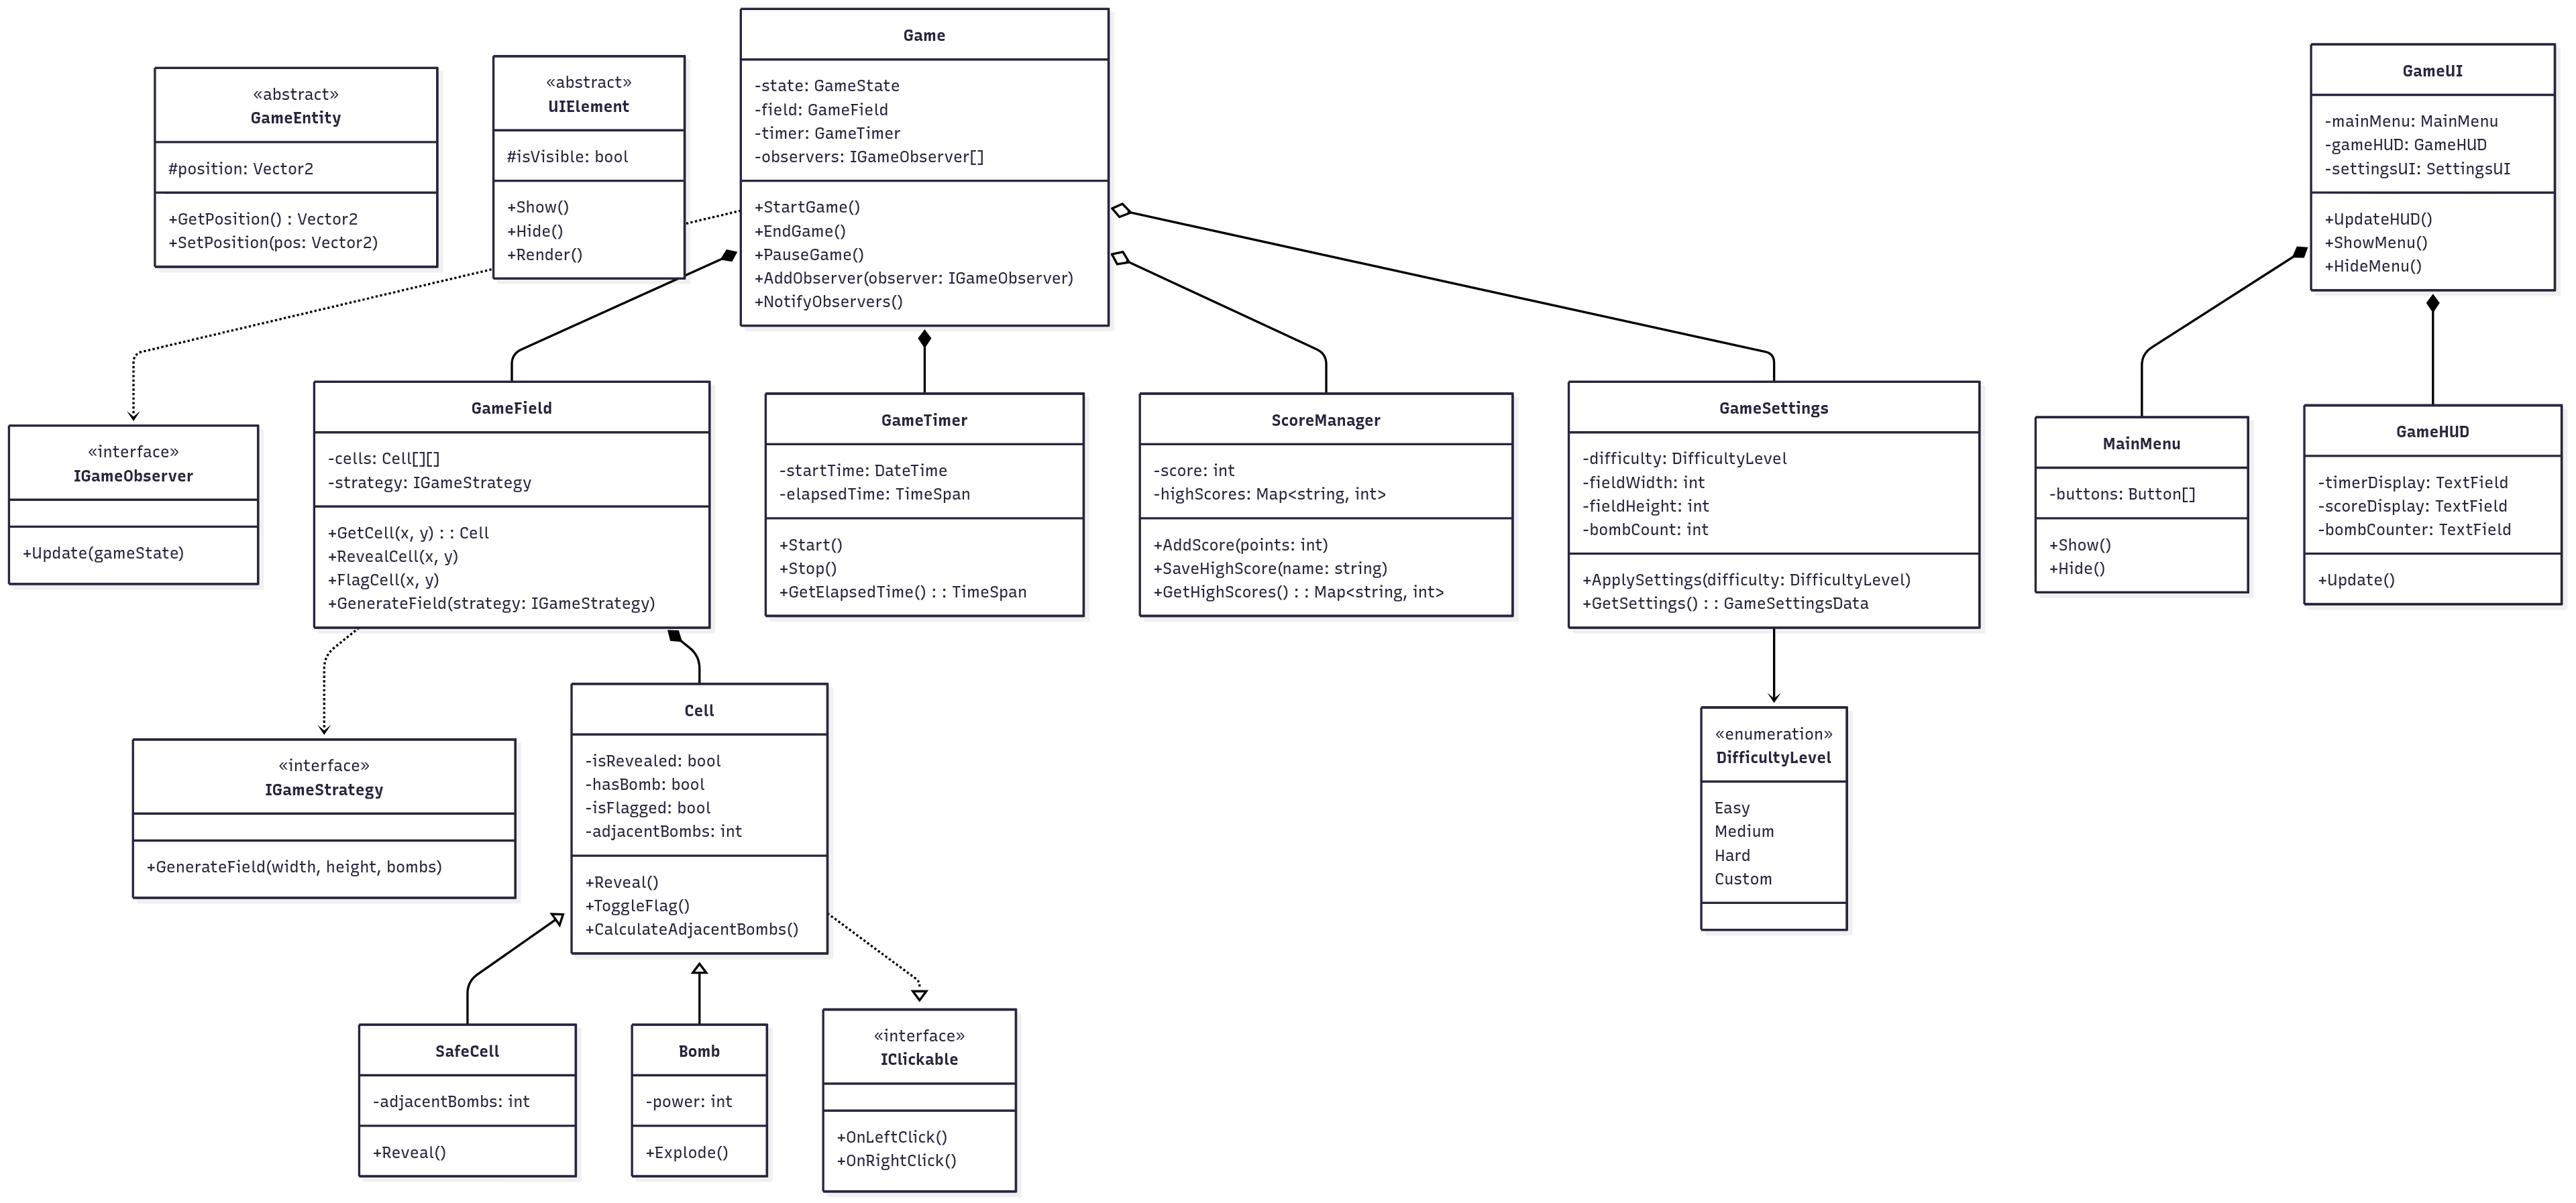 «abstract»
GameEntity
#position: Vector2
+GetPosition() : Vector2
+SetPosition(pos: Vector2)
«abstract»
UIElement
#isVisible: bool
+Show()
+Hide()
+Render()
Game
-state: GameState
-field: GameField
-timer: GameTimer
-observers: IGameObserver[]
+StartGame()
+EndGame()
+PauseGame()
+AddObserver(observer: IGameObserver)
+NotifyObservers()
GameUI
-mainMenu: MainMenu
-gameHUD: GameHUD
-settingsUI: SettingsUI
+UpdateHUD()
+ShowMenu()
+HideMenu()
«interface»
IGameObserver
+Update(gameState)
GameField
-cells: Cell[][]
-strategy: IGameStrategy
+GetCell(x, y) : : Cell
+RevealCell(x, y)
+FlagCell(x, y)
+GenerateField(strategy: IGameStrategy)
GameTimer
-startTime: DateTime
-elapsedTime: TimeSpan
+Start()
+Stop()
+GetElapsedTime() : : TimeSpan
ScoreManager
-score: int
-highScores: Map<string, int>
+AddScore(points: int)
+SaveHighScore(name: string)
+GetHighScores() : : Map<string, int>
GameSettings
-difficulty: DifficultyLevel
-fieldWidth: int
-fieldHeight: int
-bombCount: int
+ApplySettings(difficulty: DifficultyLevel)
+GetSettings() : : GameSettingsData
MainMenu
-buttons: Button[]
+Show()
+Hide()
GameHUD
-timerDisplay: TextField
-scoreDisplay: TextField
-bombCounter: TextField
+Update()
«interface»
IGameStrategy
+GenerateField(width, height, bombs)
Cell
-isRevealed: bool
-hasBomb: bool
-isFlagged: bool
-adjacentBombs: int
+Reveal()
+ToggleFlag()
+CalculateAdjacentBombs()
«enumeration»
DifficultyLevel
Easy
Medium
Hard
Custom
SafeCell
-adjacentBombs: int
+Reveal()
Bomb
-power: int
+Explode()
«interface»
IClickable
+OnLeftClick()
+OnRightClick()